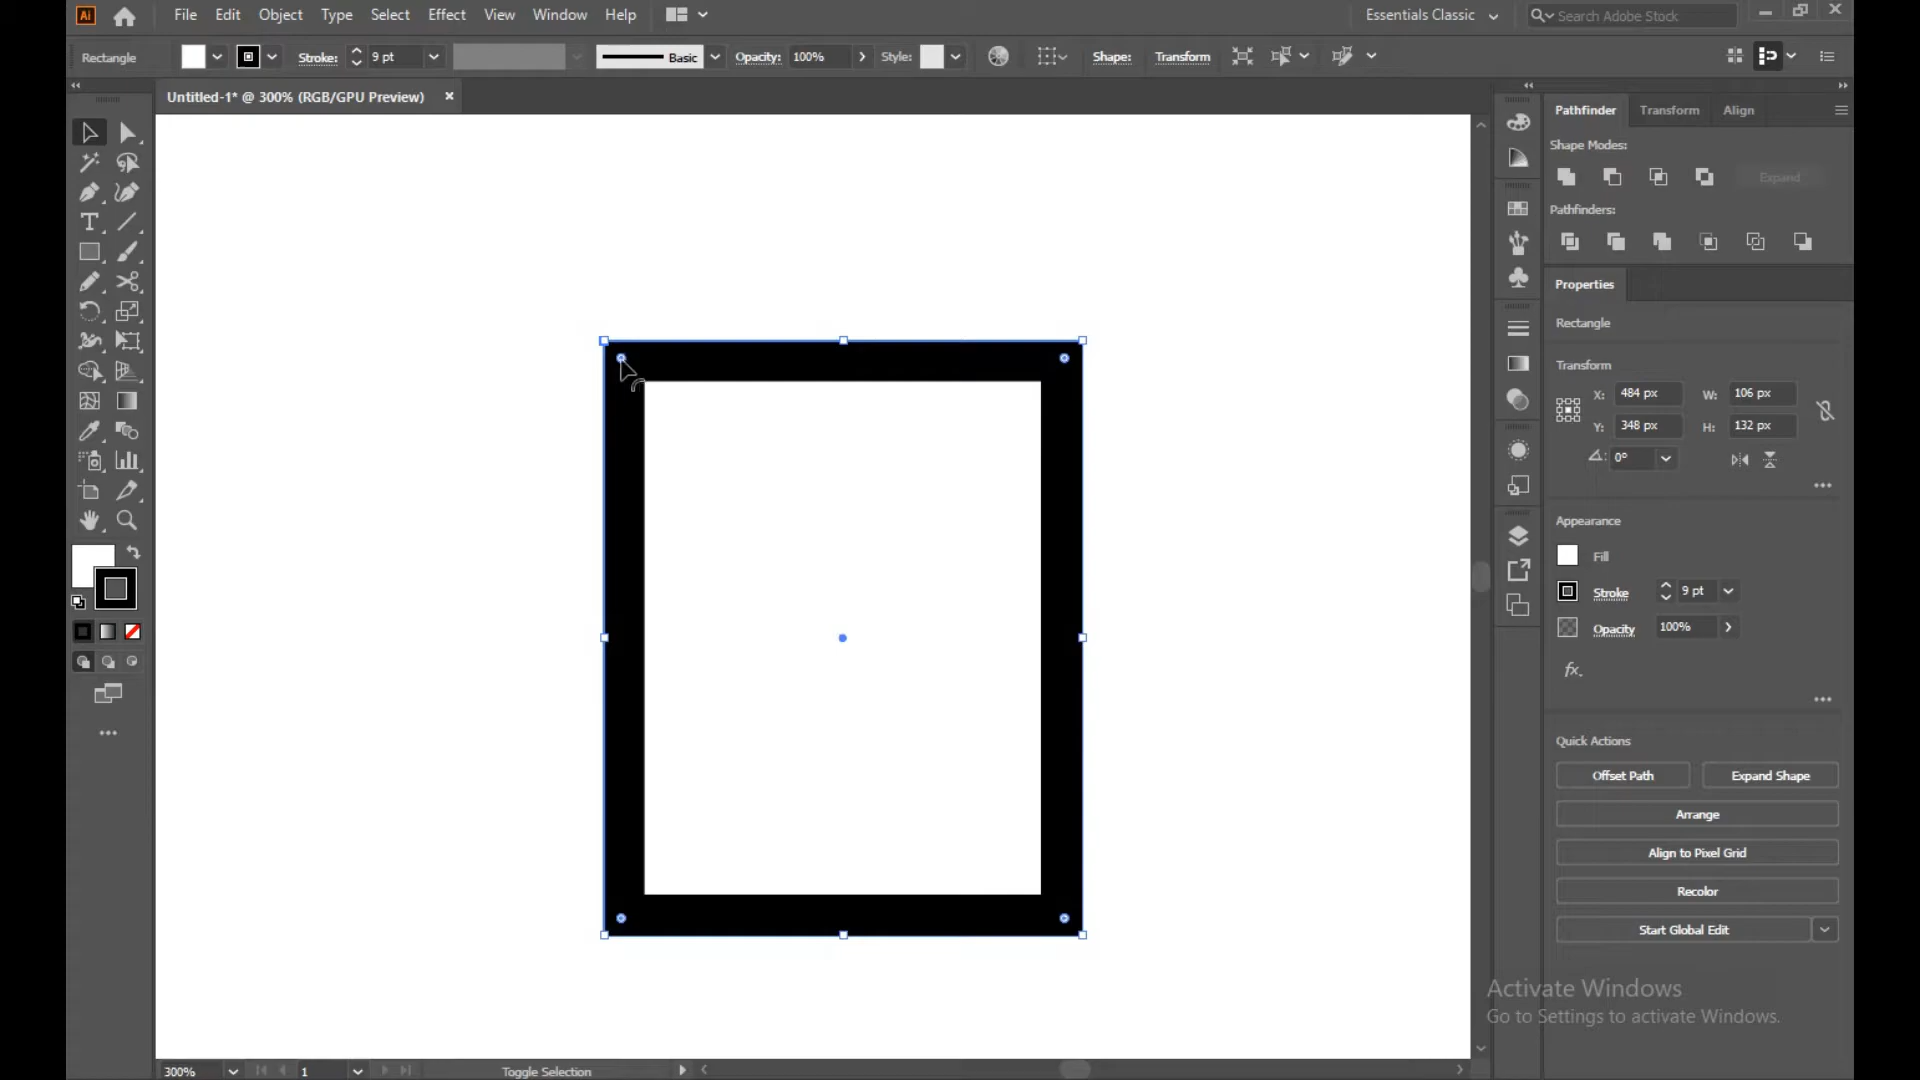 Ai File Edit Object Type Select Effect View Window Help Essentials Classic Search Adobe Stock
Rectangle Stroke: 9 pt Basic Opacity: 100% Style: Shape: Transform
Untitled-1* @ 300% (RGB/GPU Preview)
Pathfinder Transform Align
Shape Modes:
Expand
Pathfinders:
Properties
Rectangle
Transform
X: 484 px W: 106 px
Y: 348 px H: 132 px
0°
Appearance
Fill
Stroke 9 pt
Opacity 100%
fx.
Quick Actions
Offset Path Expand Shape
Arrange
Align to Pixel Grid
Recolor
Start Global Edit
Activate Windows
Go to Settings to activate Windows.
300% 1 Toggle Selection